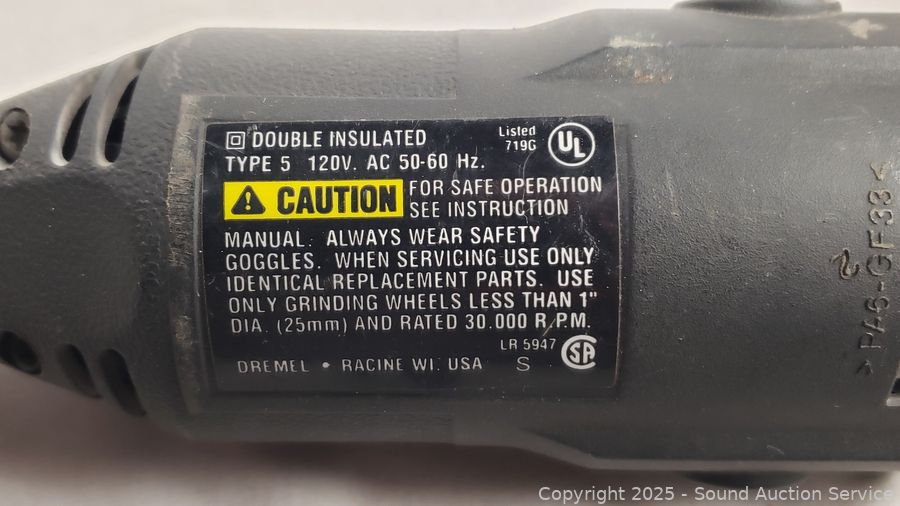 DOUBLE INSULATED
Listed
719G
UL
TYPE 5 120V. AC 50-60 Hz.
CAUTION FOR SAFE OPERATION
SEE INSTRUCTION
MANUAL. ALWAYS WEAR SAFETY
GOGGLES. WHEN SERVICING USE ONLY
IDENTICAL REPLACEMENT PARTS. USE
ONLY GRINDING WHEELS LESS THAN 1"
DIA. (25mm) AND RATED 30.000 R.P.M.
LR 5947
SA
DREMEL • RACINE WI. USA S
>PA6-GF33<
Copyright © 2025 - Sound Auction Service